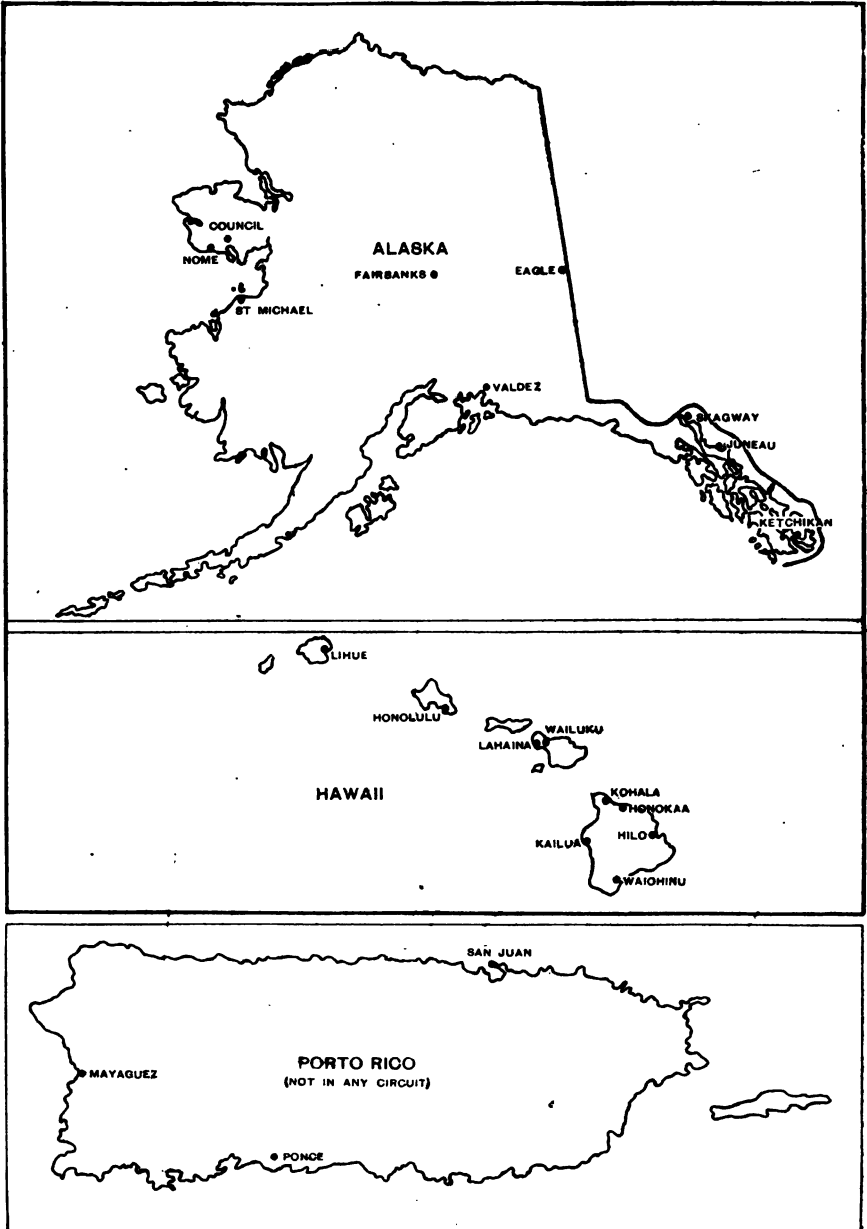 COUNCIL
NOME
ALASKA
FAIRBANKS
EAGLE
ST MICHAEL
VALDEZ
SKAGWAY
JUNEAU
KETCHIKAN
LIHUE
HONOLULU
WAILUKU
LAHAINA
HAWAII
KOHALA
HONOKAA
HILO
KAILUA
WAIOHINU
SAN JUAN
PORTO RICO
(NOT IN ANY CIRCUIT)
MAYAGUEZ
PONCE